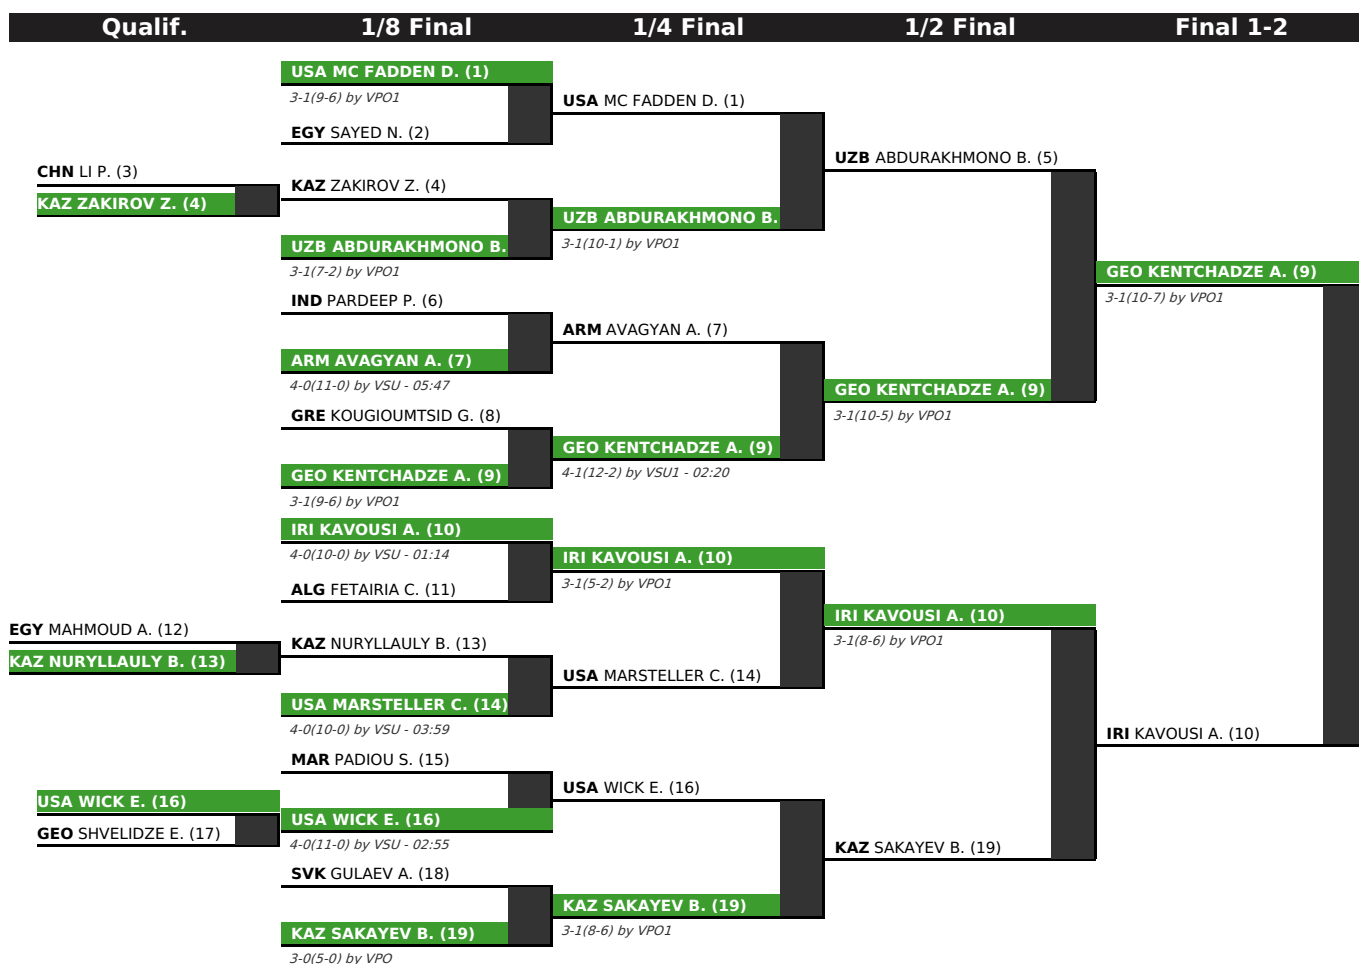 Qualif.
1/8 Final
1/4 Final
1/2 Final
Final 1-2
CHN LI P. (3)
KAZ ZAKIROV Z. (4)
EGY MAHMOUD A. (12)
KAZ NURYLLAULY B. (13)
USA WICK E. (16)
GEO SHVELIDZE E. (17)
USA MC FADDEN D. (1)
3-1(9-6) by VPO1
EGY SAYED N. (2)
KAZ ZAKIROV Z. (4)
UZB ABDURAKHMONO B.
3-1(7-2) by VPO1
IND PARDEEP P. (6)
ARM AVAGYAN A. (7)
4-0(11-0) by VSU - 05:47
GRE KOUGIOUMTSID G. (8)
GEO KENTCHADZE A. (9)
3-1(9-6) by VPO1
IRI KAVOUSI A. (10)
4-0(10-0) by VSU - 01:14
ALG FETAIRIA C. (11)
KAZ NURYLLAULY B. (13)
USA MARSTELLER C. (14)
4-0(10-0) by VSU - 03:59
MAR PADIOU S. (15)
USA WICK E. (16)
4-0(11-0) by VSU - 02:55
SVK GULAEV A. (18)
KAZ SAKAYEV B. (19)
3-0(5-0) by VPO
USA MC FADDEN D. (1)
UZB ABDURAKHMONO B.
3-1(10-1) by VPO1
ARM AVAGYAN A. (7)
GEO KENTCHADZE A. (9)
4-1(12-2) by VSU1 - 02:20
IRI KAVOUSI A. (10)
3-1(5-2) by VPO1
USA MARSTELLER C. (14)
USA WICK E. (16)
KAZ SAKAYEV B. (19)
3-1(8-6) by VPO1
UZB ABDURAKHMONO B. (5)
GEO KENTCHADZE A. (9)
3-1(10-5) by VPO1
IRI KAVOUSI A. (10)
3-1(8-6) by VPO1
KAZ SAKAYEV B. (19)
GEO KENTCHADZE A. (9)
3-1(10-7) by VPO1
IRI KAVOUSI A. (10)